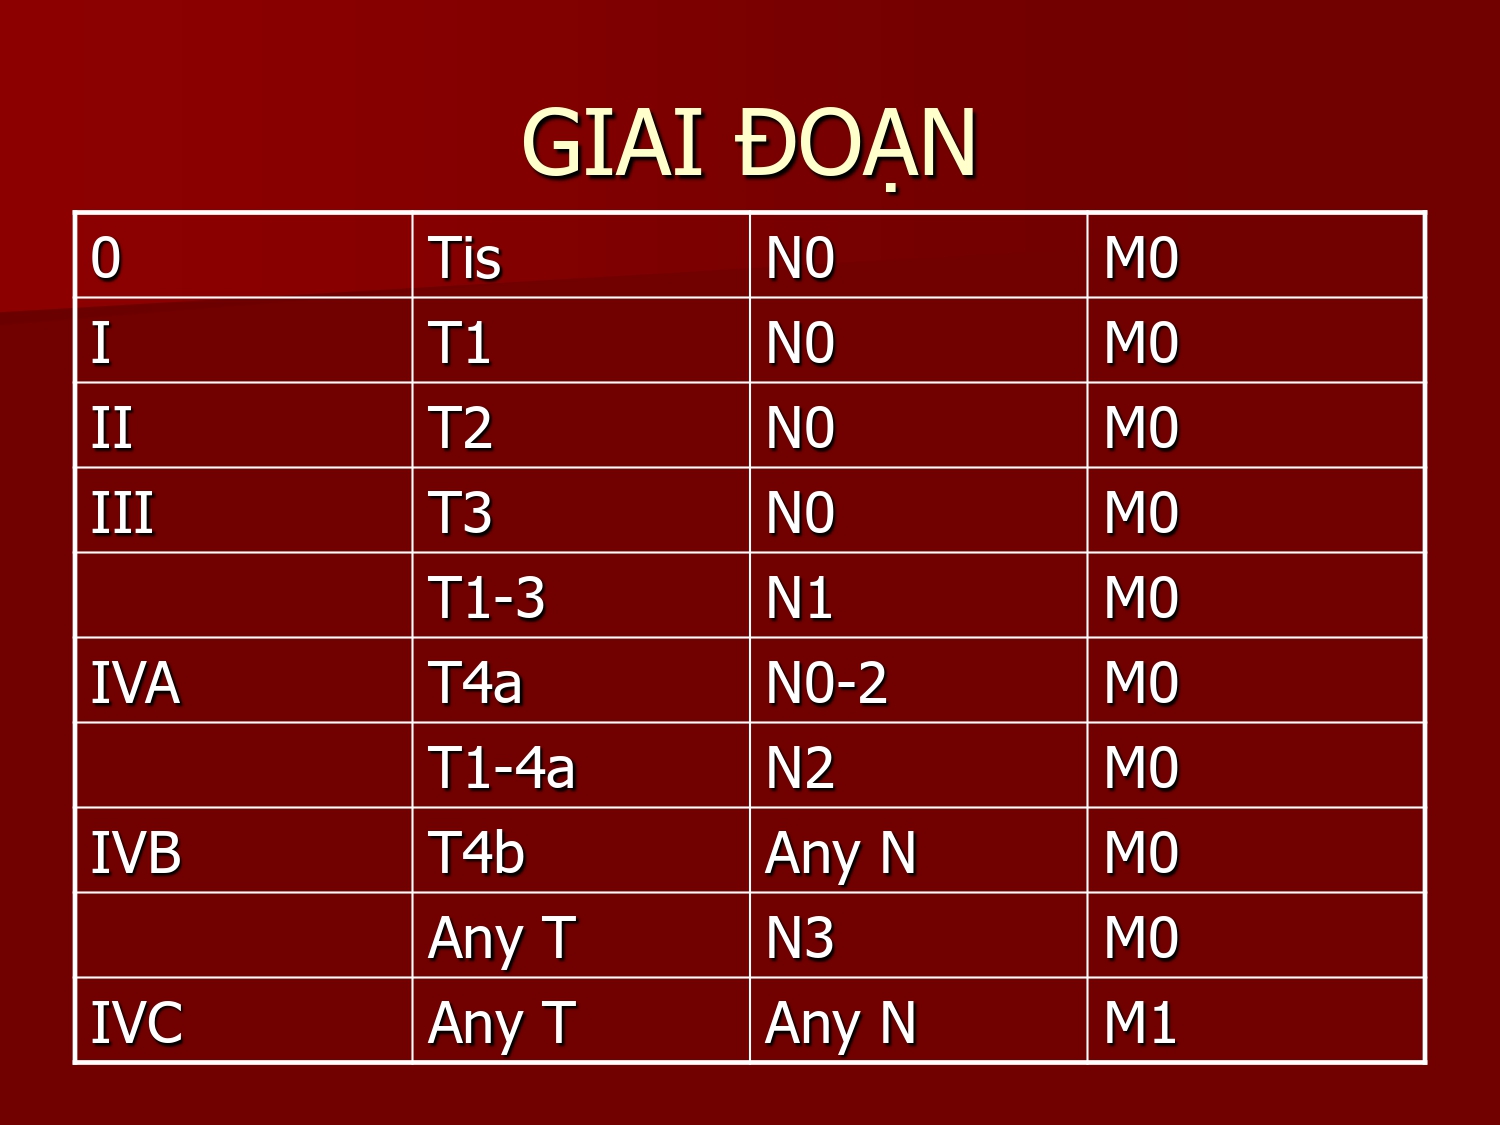 GIAI ĐOẠN
0 Tis N0 M0
I T1 N0 M0
II T2 N0 M0
III T3 N0 M0
T1-3 N1 M0
IVA T4a N0-2 M0
T1-4a N2 M0
IVB T4b Any N M0
Any T N3 M0
IVC Any T Any N M1